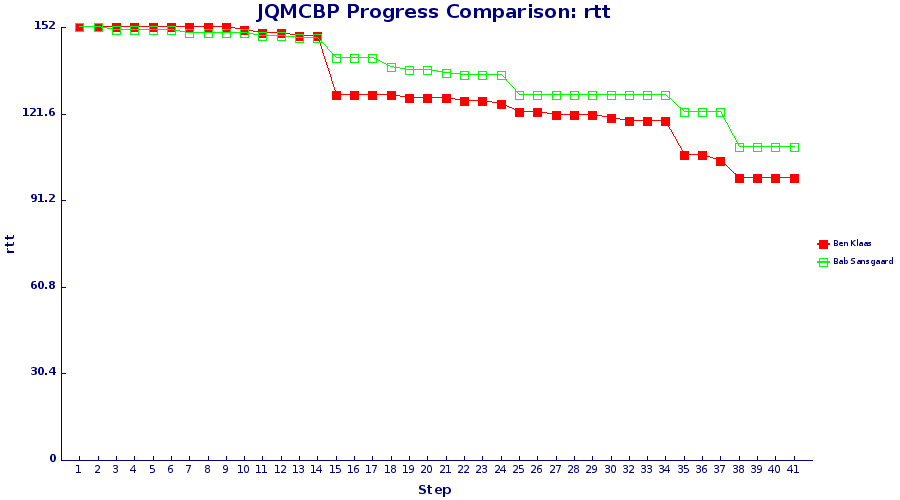 JQMCBP Progress Comparison: rtt
152
121.6
91.2
60.8
30.4
0
rtt
1 2 3 4 5 6 7 8 9 10 11 12 13 14 15 16 17 18 19 20 21 22 23 24 25 26 27 28 29 30 31 32 33 34 35 36 37 38 39 40 41
Step
Ben Klaas
Bab Sansgaard